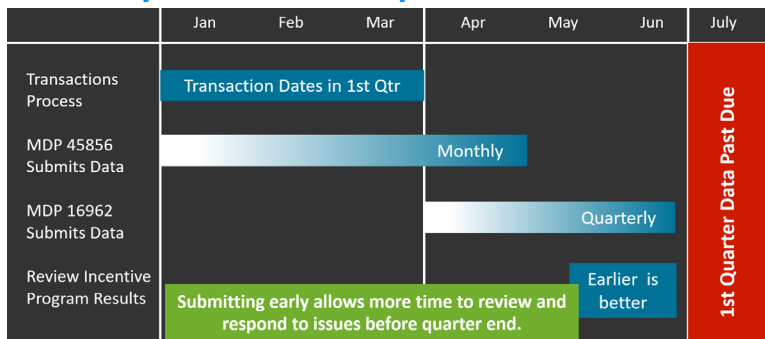 Jan Feb Mar Apr May Jun July
Transactions
Process
Transaction Dates in 1st Qtr
MDP 45856
Submits Data
Monthly
MDP 16962
Submits Data
Quarterly
Review Incentive
Program Results
Earlier is
better
Submitting early allows more time to review and
respond to issues before quarter end.
1st Quarter Data Past Due